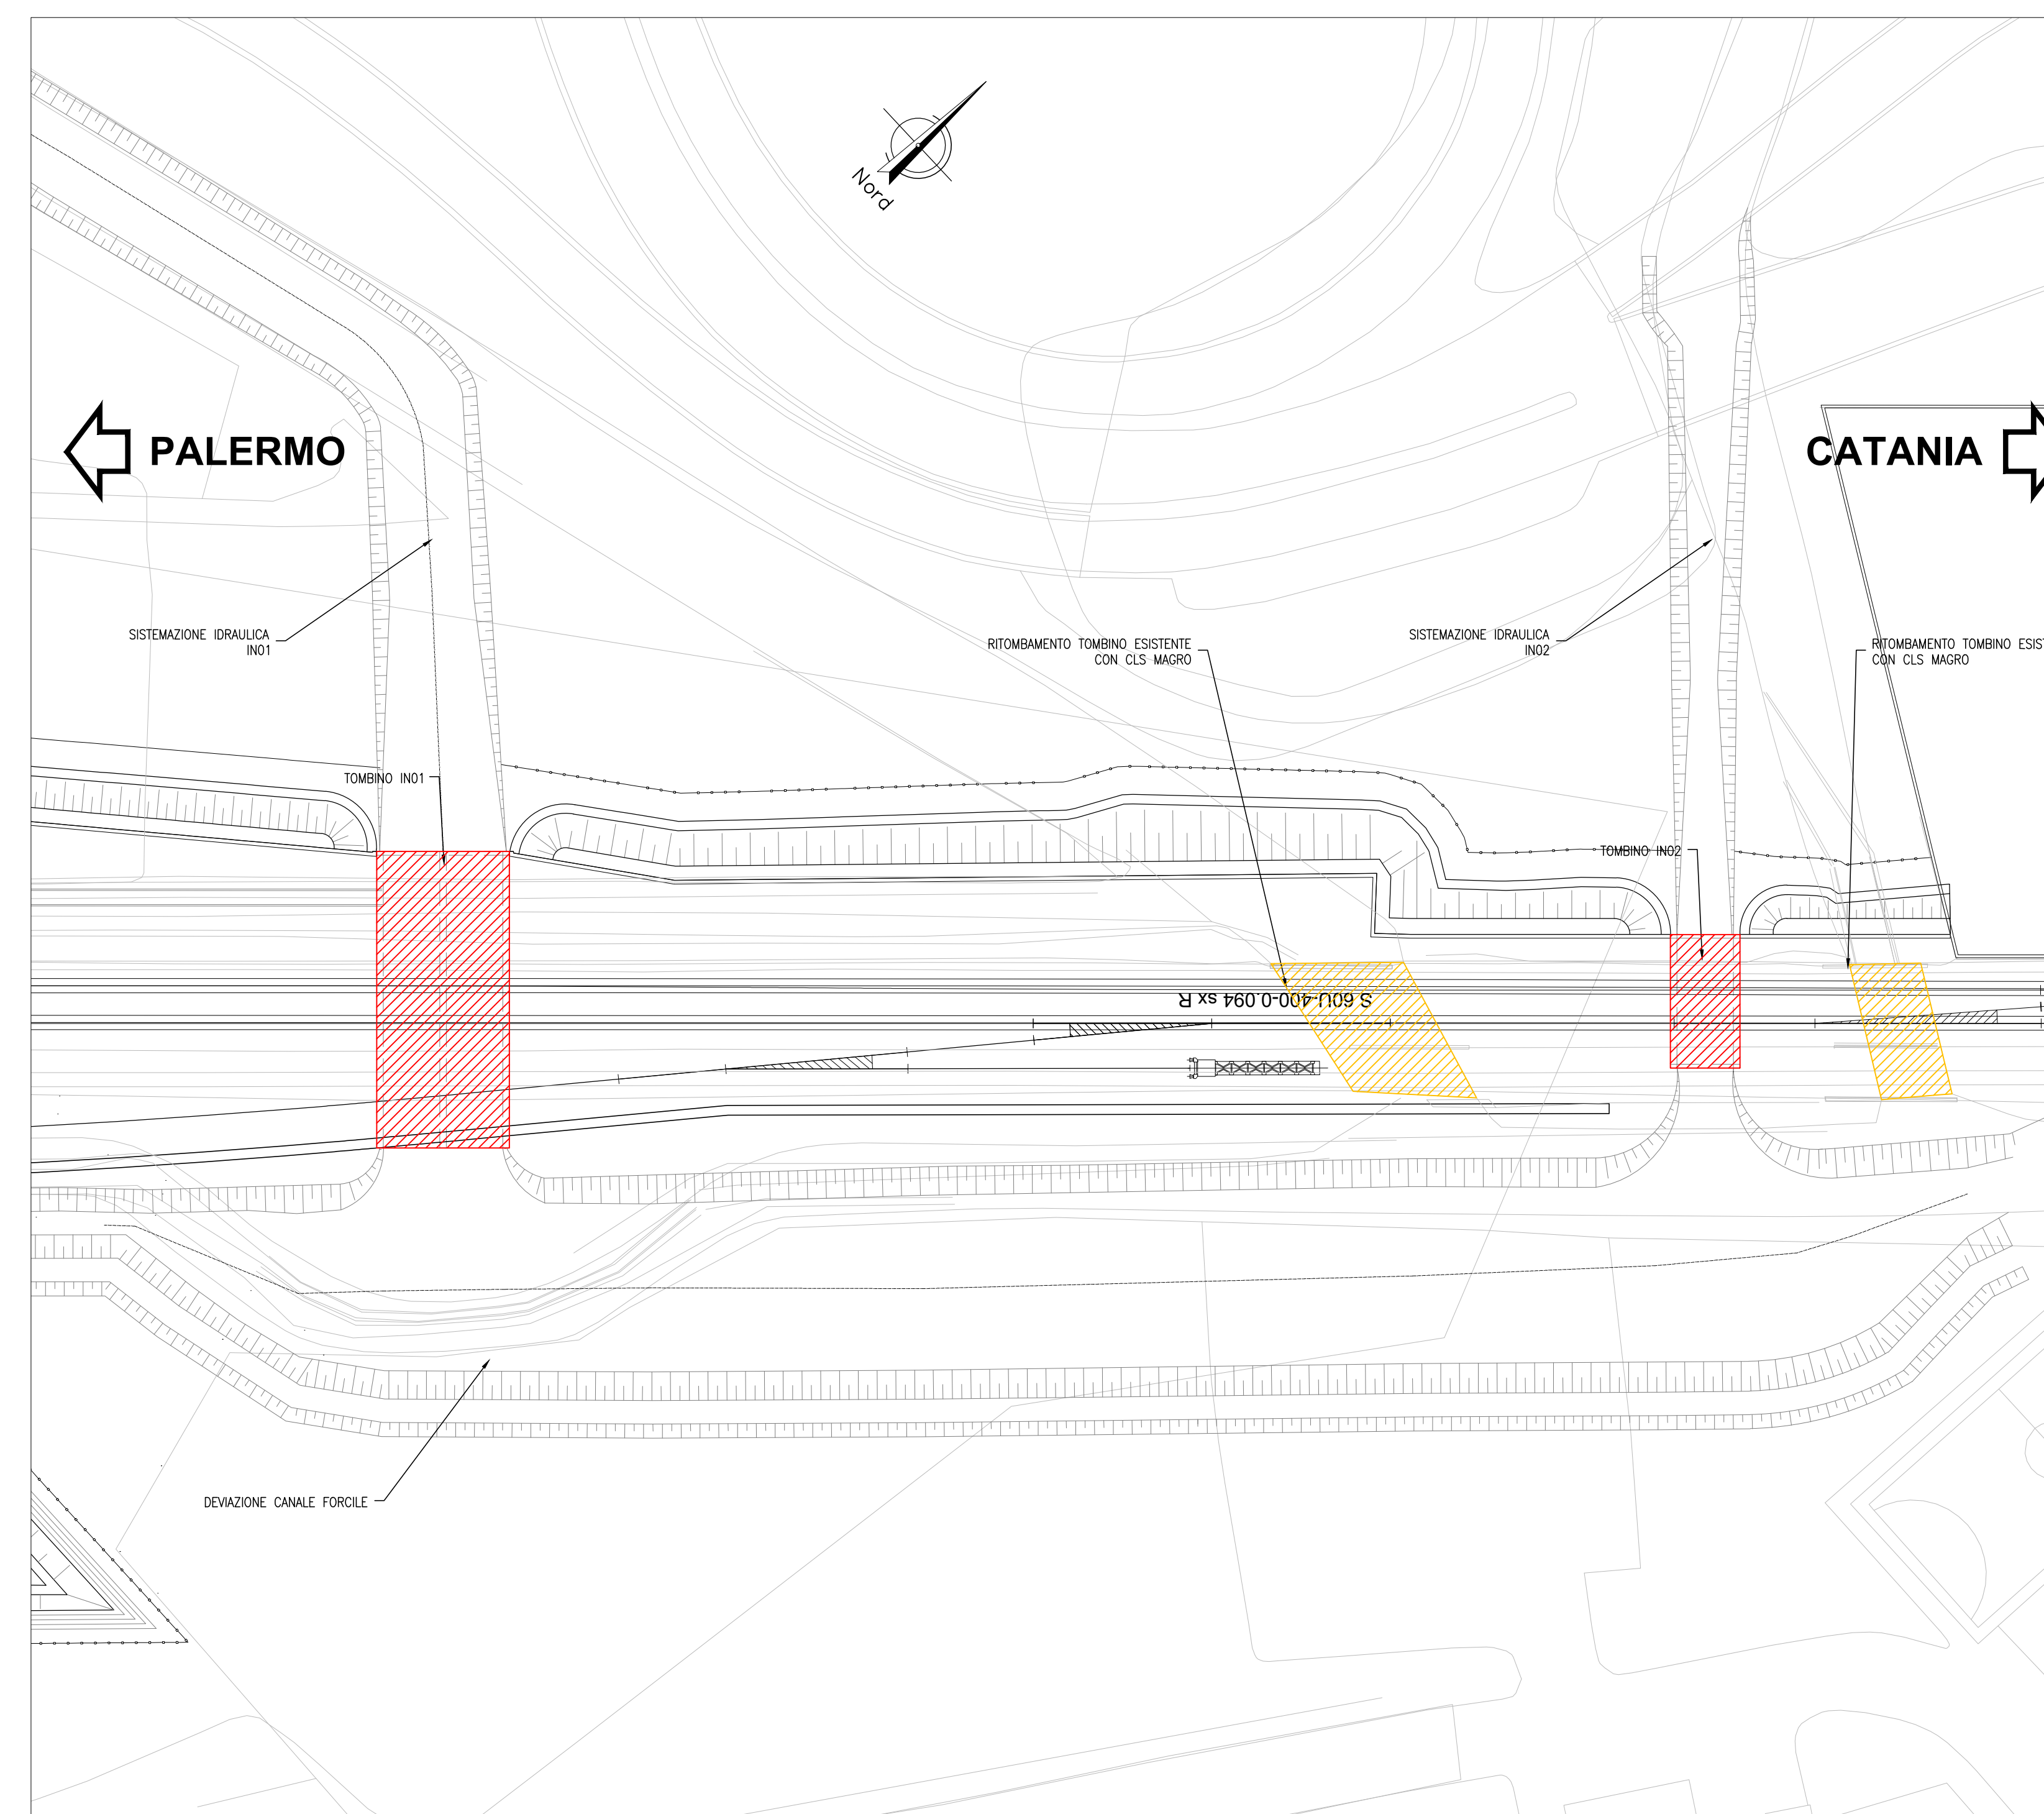 Nord
PALERMO
CATANIA
SISTEMAZIONE IDRAULICA
IN01
RITOMBAMENTO TOMBINO ESISTENTE
CON CLS MAGRO
SISTEMAZIONE IDRAULICA
IN02
RITOMBAMENTO TOMBINO
CON CLS MAGRO
TOMBINO IN01
TOMBINO IN02
S 60U-400-0.094 sx R
DEVIAZIONE CANALE FORCILE